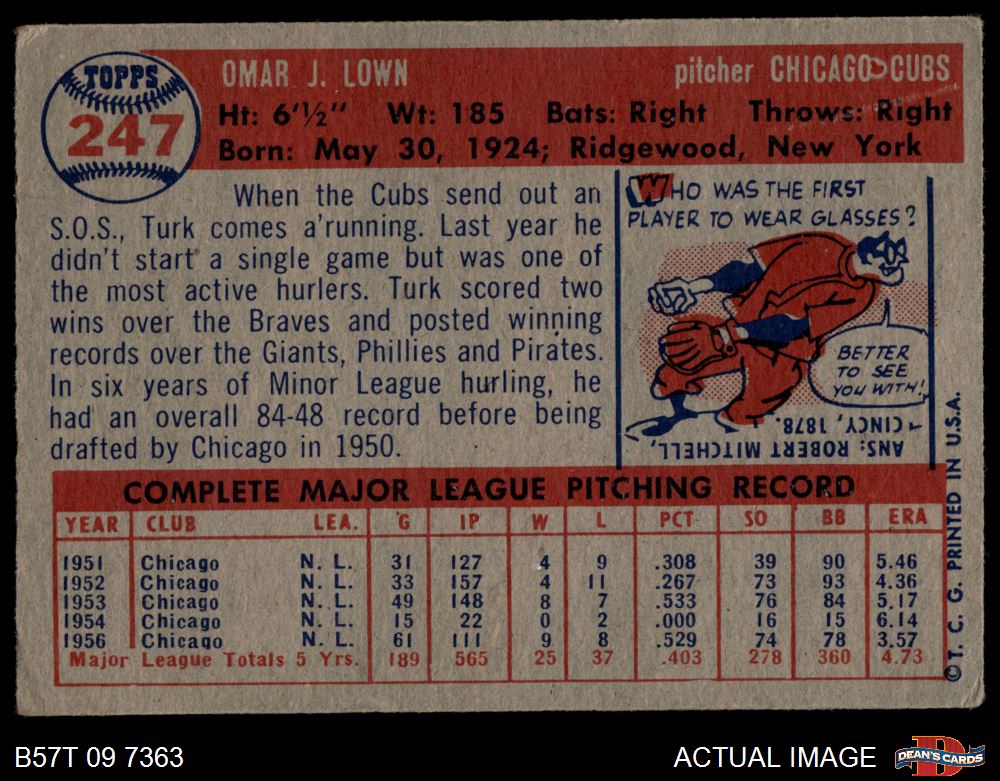 TOPPS
247
OMAR J. LOWN pitcher CHICAGO CUBS
Ht: 6'½" Wt: 185 Bats: Right Throws: Right
Born: May 30, 1924; Ridgewood, New York
When the Cubs send out an
S.O.S., Turk comes a'running. Last year he
didn't start a single game but was one of
the most active hurlers. Turk scored two
wins over the Braves and posted winning
records over the Giants, Phillies and Pirates.
In six years of Minor League hurling, he
had an overall 84-48 record before being
drafted by Chicago in 1950.
WHO WAS THE FIRST
PLAYER TO WEAR GLASSES?
BETTER
TO SEE
YOU WITH!
ANS: ROBERT MITCHELL,
CINCY, 1878.
COMPLETE MAJOR LEAGUE PITCHING RECORD
YEAR CLUB LEA. G IP W L PCT SO BB ERA
1951 Chicago N. L. 31 127 4 9 .308 39 90 5.46
1952 Chicago N. L. 33 157 4 11 .267 73 93 4.36
1953 Chicago N. L. 49 148 8 7 .533 76 84 5.17
1954 Chicago N. L. 15 22 0 2 .000 16 15 6.14
1956 Chicago N. L. 61 111 9 8 .529 74 78 3.57
Major League Totals 5 Yrs. 189 565 25 37 .403 278 360 4.73
©T. C. G. PRINTED IN U.S.A.
B57T 09 7363
ACTUAL IMAGE
D
DEAN'S CARDS